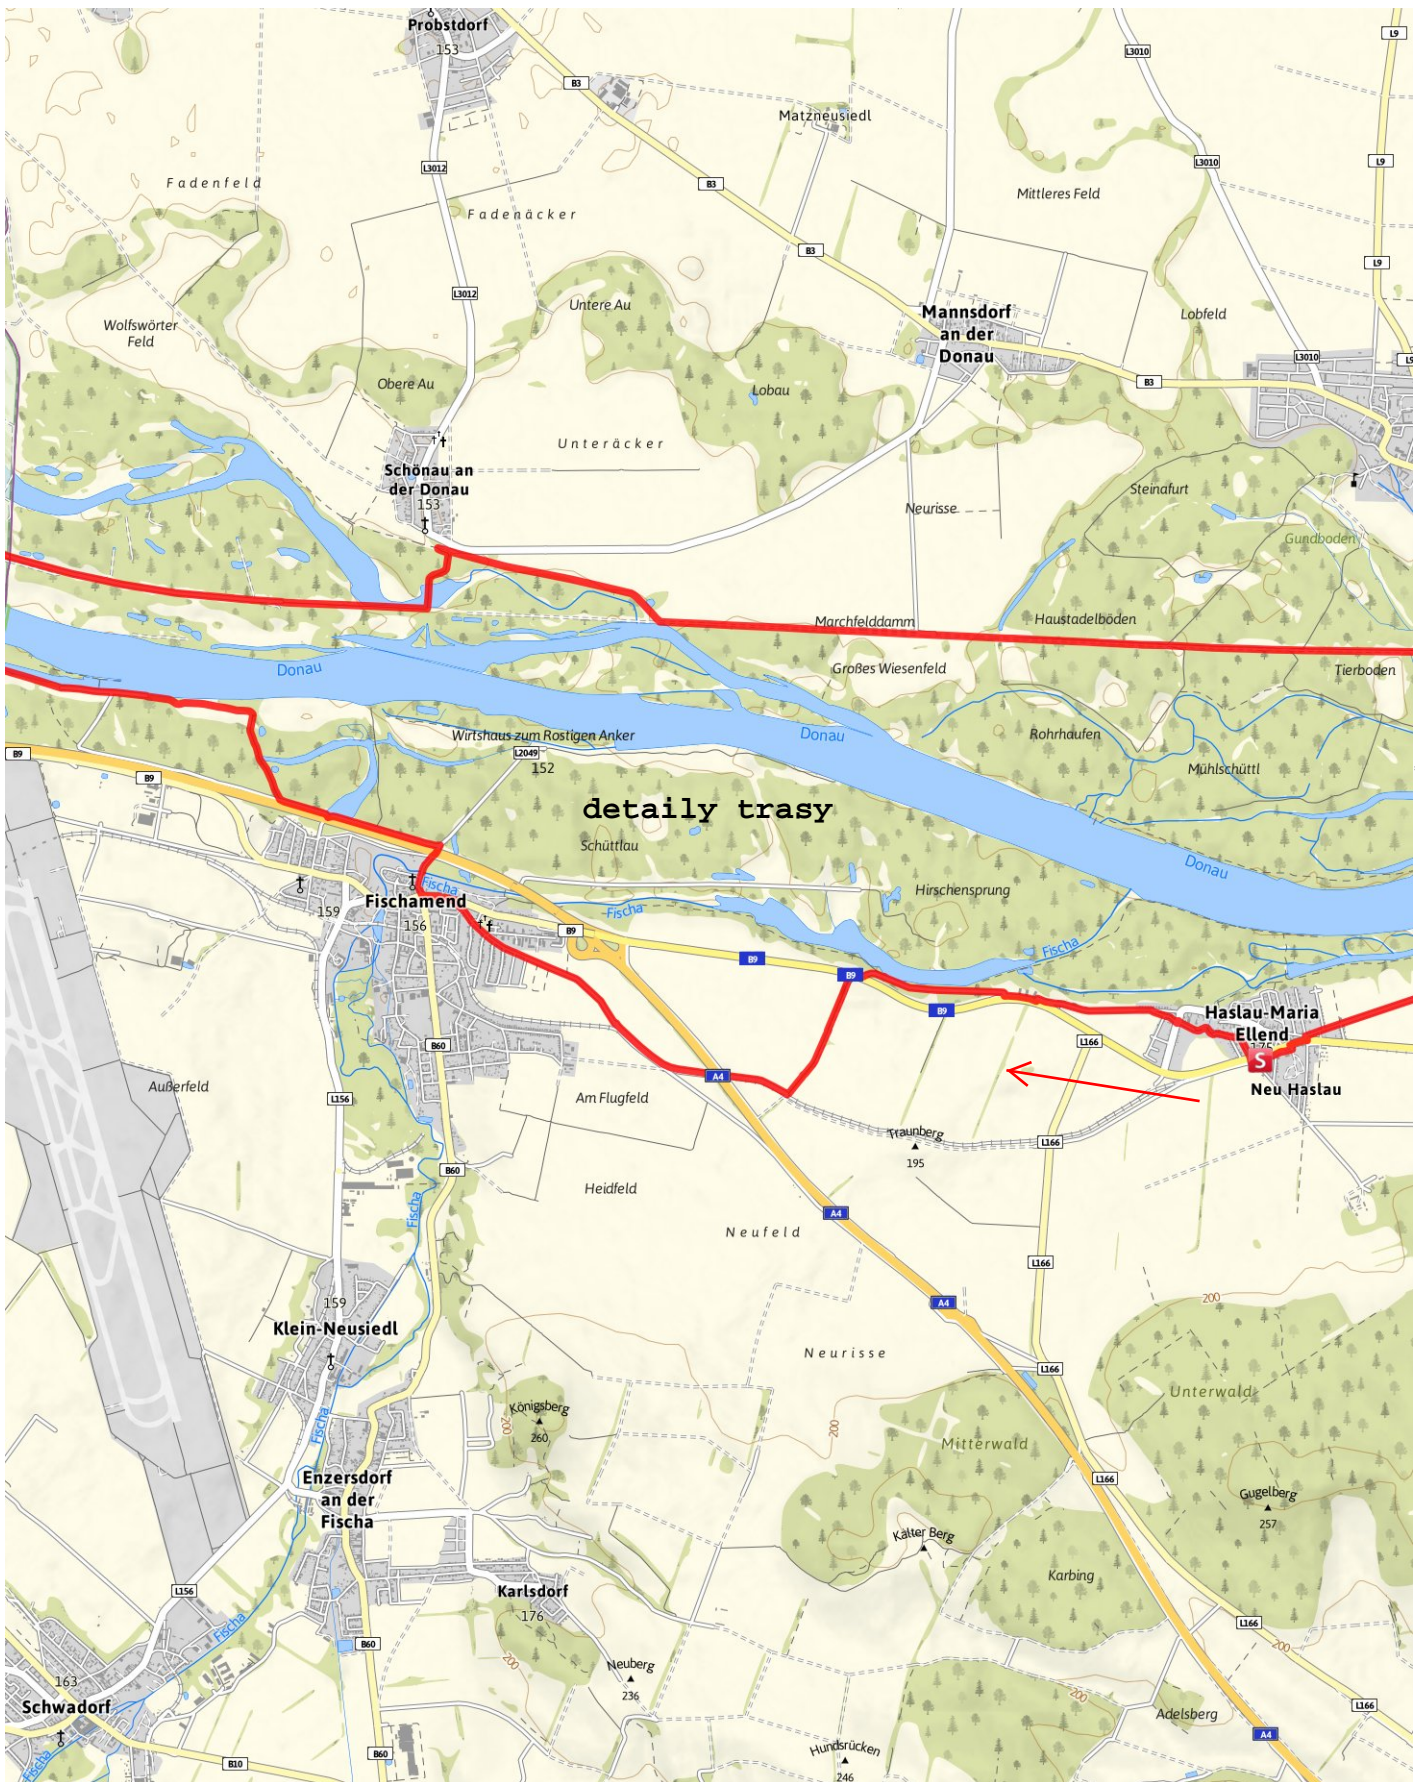 Probstdorf
153
B3
L3010
L9
Matzneusiedl
L3012
L3010
L9
Fadenfeld
B3
Mittleres Feld
Fadenäcker
B3
L9
L3012
Untere Au
Wolfswörter
Feld
Mannsdorf
an der
Donau
Lobfeld
L3010
Obere Au
Lobau
B3
Unteräcker
Schönau an
der Donau
153
Steinafurt
Neurisse
Gundboden
Marchfelddamm
Haustadelböden
Donau
Großes Wiesenfeld
Tierboden
Wirtshaus zum Rostigen Anker
Donau
Rohrhaufen
B9
L2049
152
Mühlschüttl
B9
detaily trasy
Schüttlau
Donau
Fischa
Hirschensprung
Fischamend
159
156
Fischa
B9
Fischa
B9
B9
B9
Haslau-Maria
Ellend
175
S
B60
L166
A4
Neu Haslau
Außerfeld
L156
Am Flugfeld
Traunberg
195
L166
B60
Heidfeld
Fischa
A4
Neufeld
L166
A4
200
159
Klein-Neusiedl
Neurisse
L166
Unterwald
Königsberg
260
200
200
Mitterwald
Fischa
Enzersdorf
an der
Fischa
L166
Gugelberg
257
Kalter Berg
Karbing
L156
Karlsdorf
176
Fischa
B60
L166
200
Neuberg
236
200
163
Schwadorf
200
L166
Adelsberg
A4
B10
B60
Hundsrücken
246
Fischa